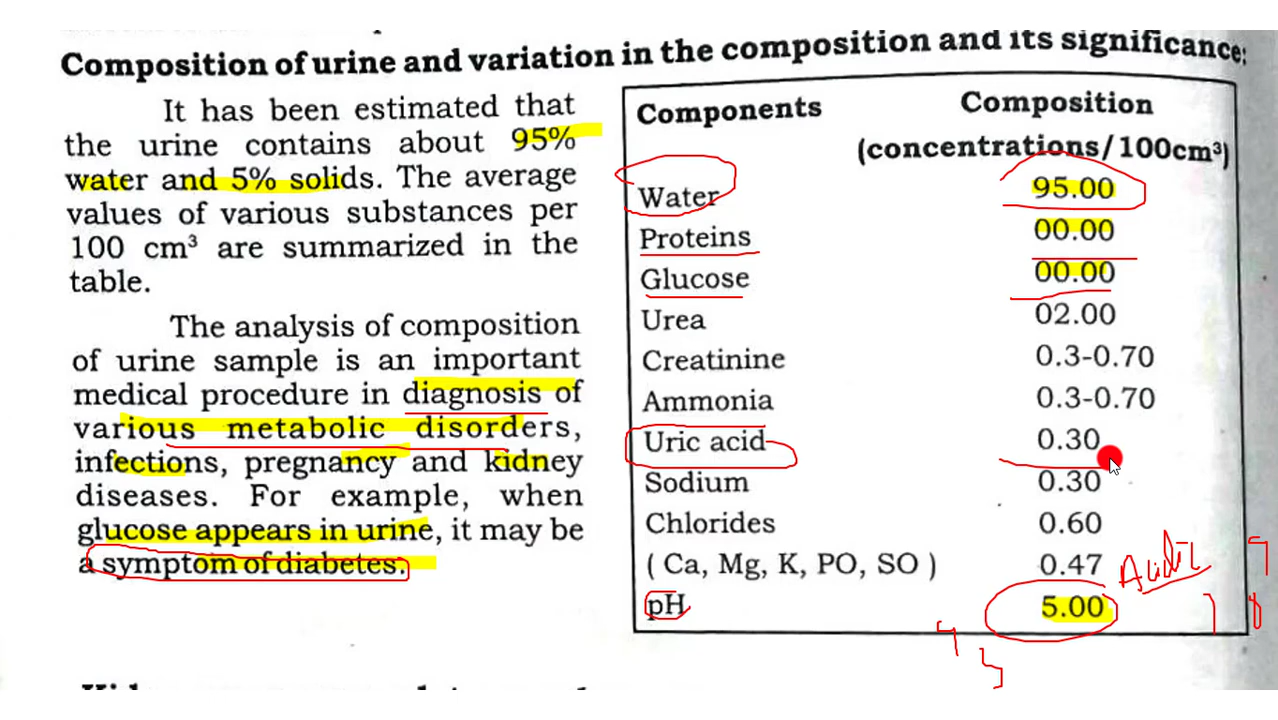 Composition of urine and variation in the composition and its significance:
It has been estimated that
the urine contains about 95%
water and 5% solids. The average
values of various substances per
100 cm³ are summarized in the
table.
The analysis of composition
of urine sample is an important
medical procedure in diagnosis of
various metabolic disorders,
infections, pregnancy and kidney
diseases. For example, when
glucose appears in urine, it may be
a symptom of diabetes.
Components Composition
(concentrations/100cm³)
Water 95.00
Proteins 00.00
Glucose 00.00
Urea 02.00
Creatinine 0.3-0.70
Ammonia 0.3-0.70
Uric acid 0.30
Sodium 0.30
Chlorides 0.60
( Ca, Mg, K, PO, SO ) 0.47
pH 5.00
Acidic